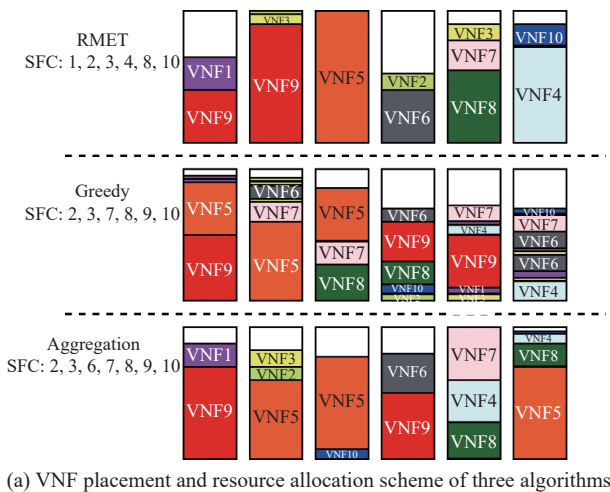 RMET
SFC: 1, 2, 3, 4, 8, 10
VNF1
VNF9
VNF3
VNF9
VNF5
VNF2
VNF6
VNF3
VNF7
VNF8
VNF10
VNF4
Greedy
SFC: 2, 3, 7, 8, 9, 10
VNF5
VNF9
VNF6
VNF7
VNF5
VNF5
VNF7
VNF8
VNF6
VNF9
VNF8
VNF10
VNF2
VNF7
VNF4
VNF9
VNF1
VNF10
VNF7
VNF6
VNF6
VNF4
Aggregation
SFC: 2, 3, 6, 7, 8, 9, 10
VNF1
VNF9
VNF3
VNF2
VNF5
VNF5
VNF10
VNF6
VNF9
VNF7
VNF4
VNF8
VNF4
VNF8
VNF5
(a) VNF placement and resource allocation scheme of three algorithms